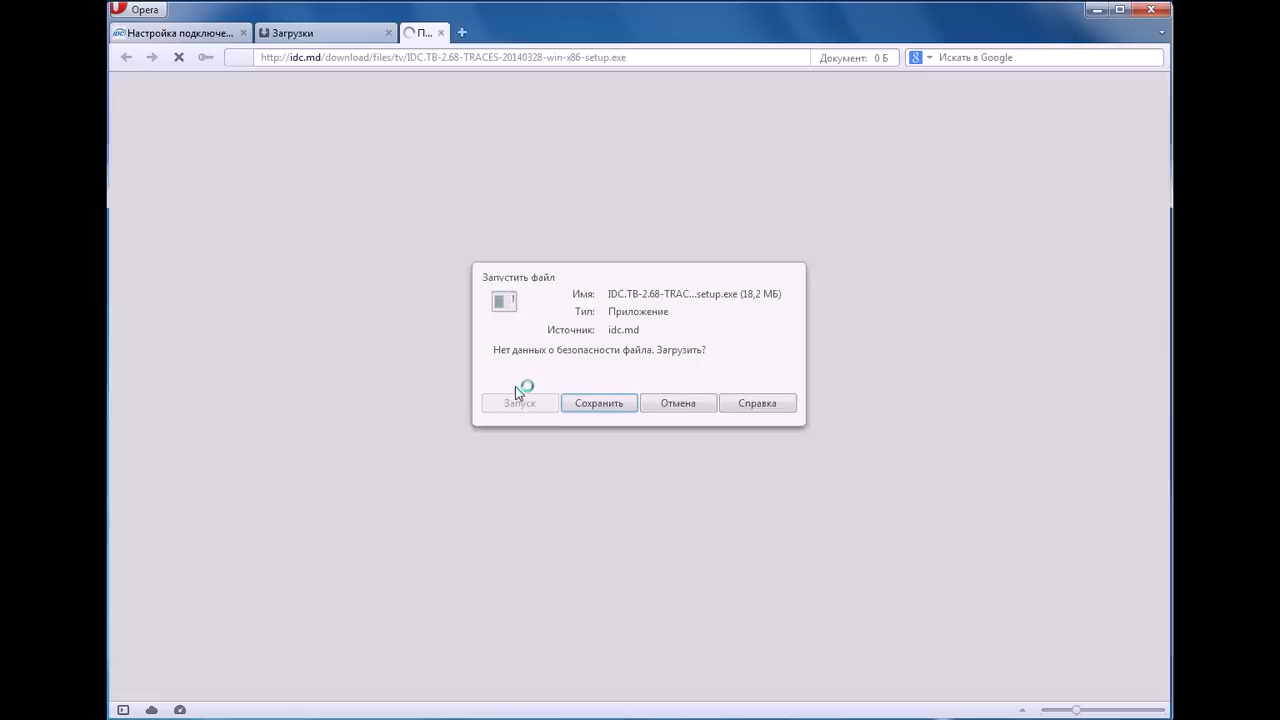 Opera
IDC Настройка подключе...
Загрузки
П...
http://idc.md/download/files/tv/IDC.TB-2.68-TRACES-20140328-win-x86-setup.exe
Документ: 0 Б
Искать в Google
Запустить файл
Имя: IDC.TB-2.68-TRAC...setup.exe (18,2 МБ)
Тип: Приложение
Источник: idc.md
Нет данных о безопасности файла. Загрузить?
Запуск Сохранить Отмена Справка